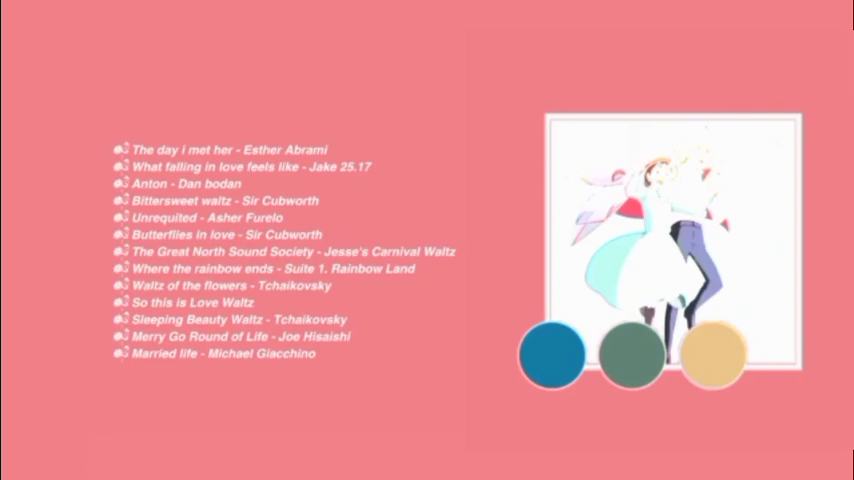 The day i met her - Esther Abrami
What falling in love feels like - Jake 25.17
Anton - Dan bodan
Bittersweet waltz - Sir Cubworth
Unrequited - Asher Furelo
Butterflies in love - Sir Cubworth
The Great North Sound Society - Jesse's Carnival Waltz
Where the rainbow ends - Suite 1. Rainbow Land
Waltz of the flowers - Tchaikovsky
So this is Love Waltz
Sleeping Beauty Waltz - Tchaikovsky
Merry Go Round of Life - Joe Hisaishi
Married life - Michael Giacchino